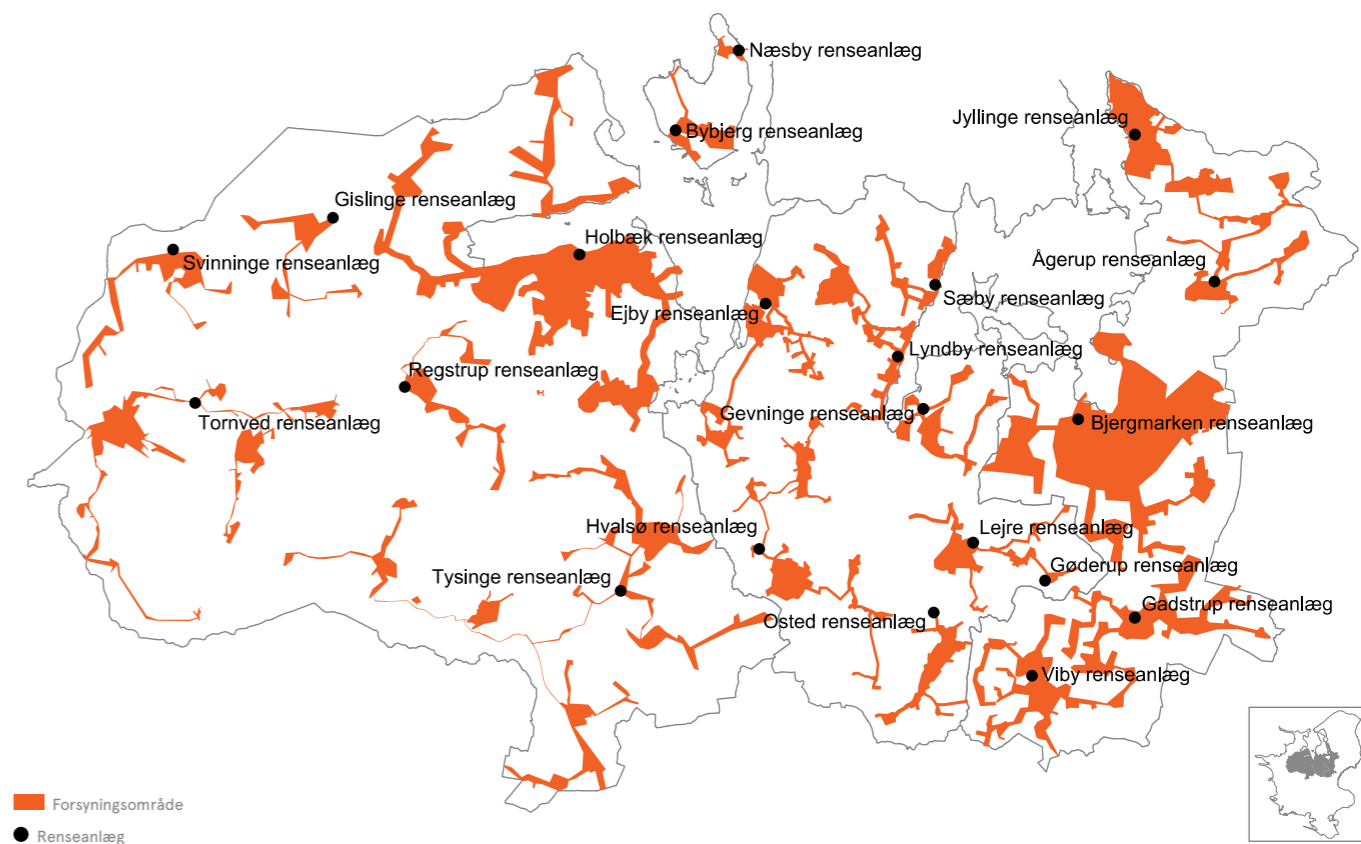 Næsby renseanlæg
Jyllinge renseanlæg
Bybjerg renseanlæg
Gislinge renseanlæg
Holbæk renseanlæg
Svinninge renseanlæg
Ågerup renseanlæg
Sæby renseanlæg
Ejby renseanlæg
Lyndby renseanlæg
Regstrup renseanlæg
Gevninge renseanlæg
Tornved renseanlæg
Bjergmarken renseanlæg
Hvalsø renseanlæg
Lejre renseanlæg
Gøderup renseanlæg
Tysinge renseanlæg
Gadstrup renseanlæg
Osted renseanlæg
Viby renseanlæg
Forsyningsområde
Renseanlæg